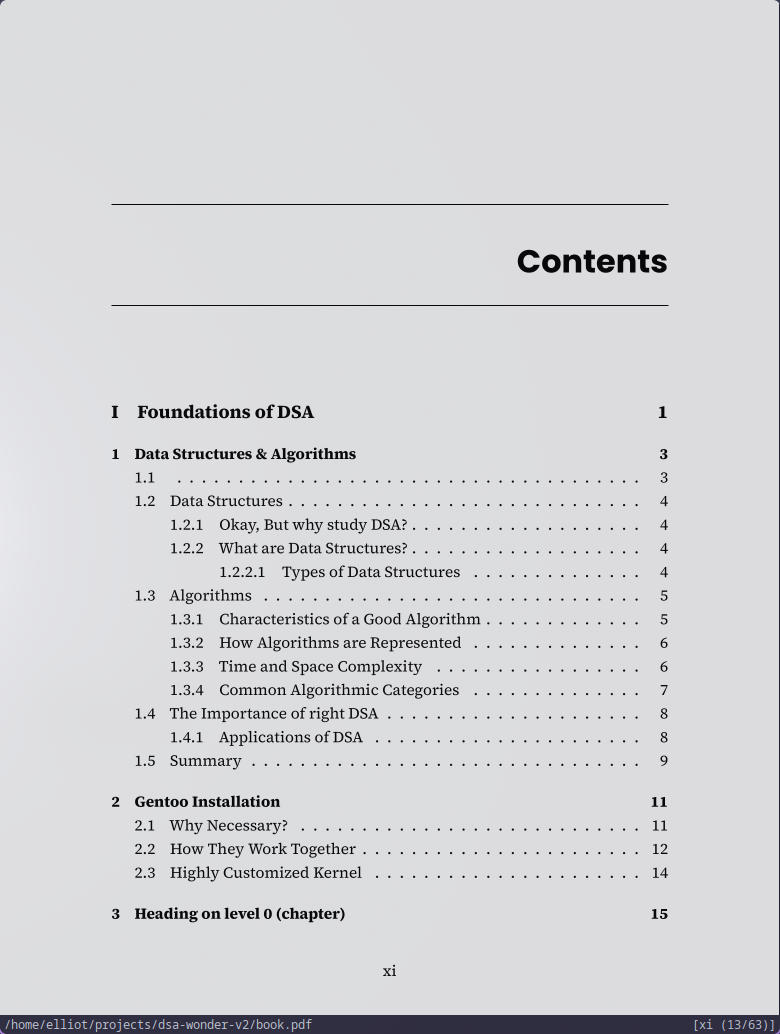 Contents
I Foundations of DSA 1
1 Data Structures & Algorithms 3
1.1 . . . . . . . . . . . . . . . . . . . . . . . . . . . . . . . . . . . . . . 3
1.2 Data Structures . . . . . . . . . . . . . . . . . . . . . . . . . . . . . 4
1.2.1 Okay, But why study DSA? . . . . . . . . . . . . . . . . . . . 4
1.2.2 What are Data Structures? . . . . . . . . . . . . . . . . . . . 4
1.2.2.1 Types of Data Structures . . . . . . . . . . . . . . 4
1.3 Algorithms . . . . . . . . . . . . . . . . . . . . . . . . . . . . . . . 5
1.3.1 Characteristics of a Good Algorithm . . . . . . . . . . . . . 5
1.3.2 How Algorithms are Represented . . . . . . . . . . . . . . 6
1.3.3 Time and Space Complexity . . . . . . . . . . . . . . . . . 6
1.3.4 Common Algorithmic Categories . . . . . . . . . . . . . . 7
1.4 The Importance of right DSA . . . . . . . . . . . . . . . . . . . . . 8
1.4.1 Applications of DSA . . . . . . . . . . . . . . . . . . . . . . 8
1.5 Summary . . . . . . . . . . . . . . . . . . . . . . . . . . . . . . . . 9
2 Gentoo Installation 11
2.1 Why Necessary? . . . . . . . . . . . . . . . . . . . . . . . . . . . . 11
2.2 How They Work Together . . . . . . . . . . . . . . . . . . . . . . . 12
2.3 Highly Customized Kernel . . . . . . . . . . . . . . . . . . . . . . 14
3 Heading on level 0 (chapter) 15
xi
/home/elliot/projects/dsa-wonder-v2/book.pdf [xi (13/63)]